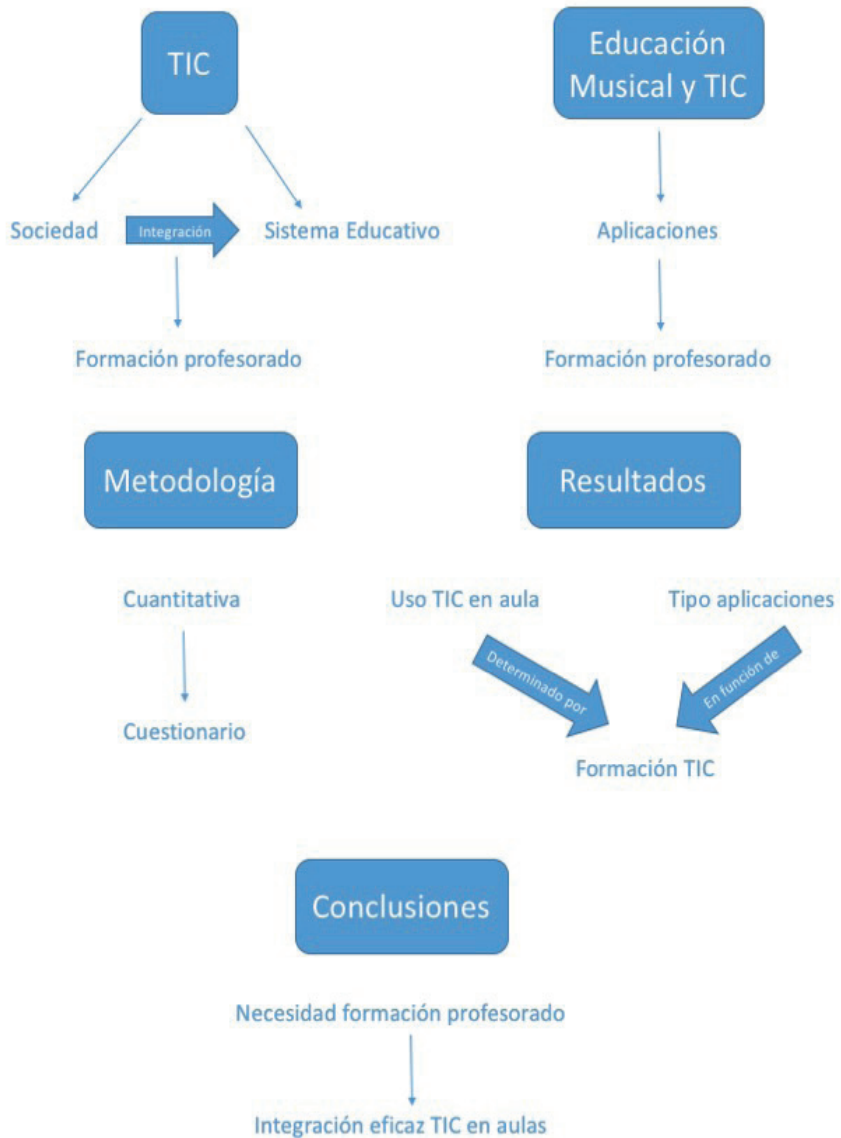 TIC
Sociedad
Integración
Sistema Educativo
Formación profesorado
Educación
Musical y TIC
Aplicaciones
Formación profesorado
Metodología
Cuantitativa
Cuestionario
Resultados
Uso TIC en aula
Tipo aplicaciones
Determinado por
En función de
Formación TIC
Conclusiones
Necesidad formación profesorado
Integración eficaz TIC en aulas